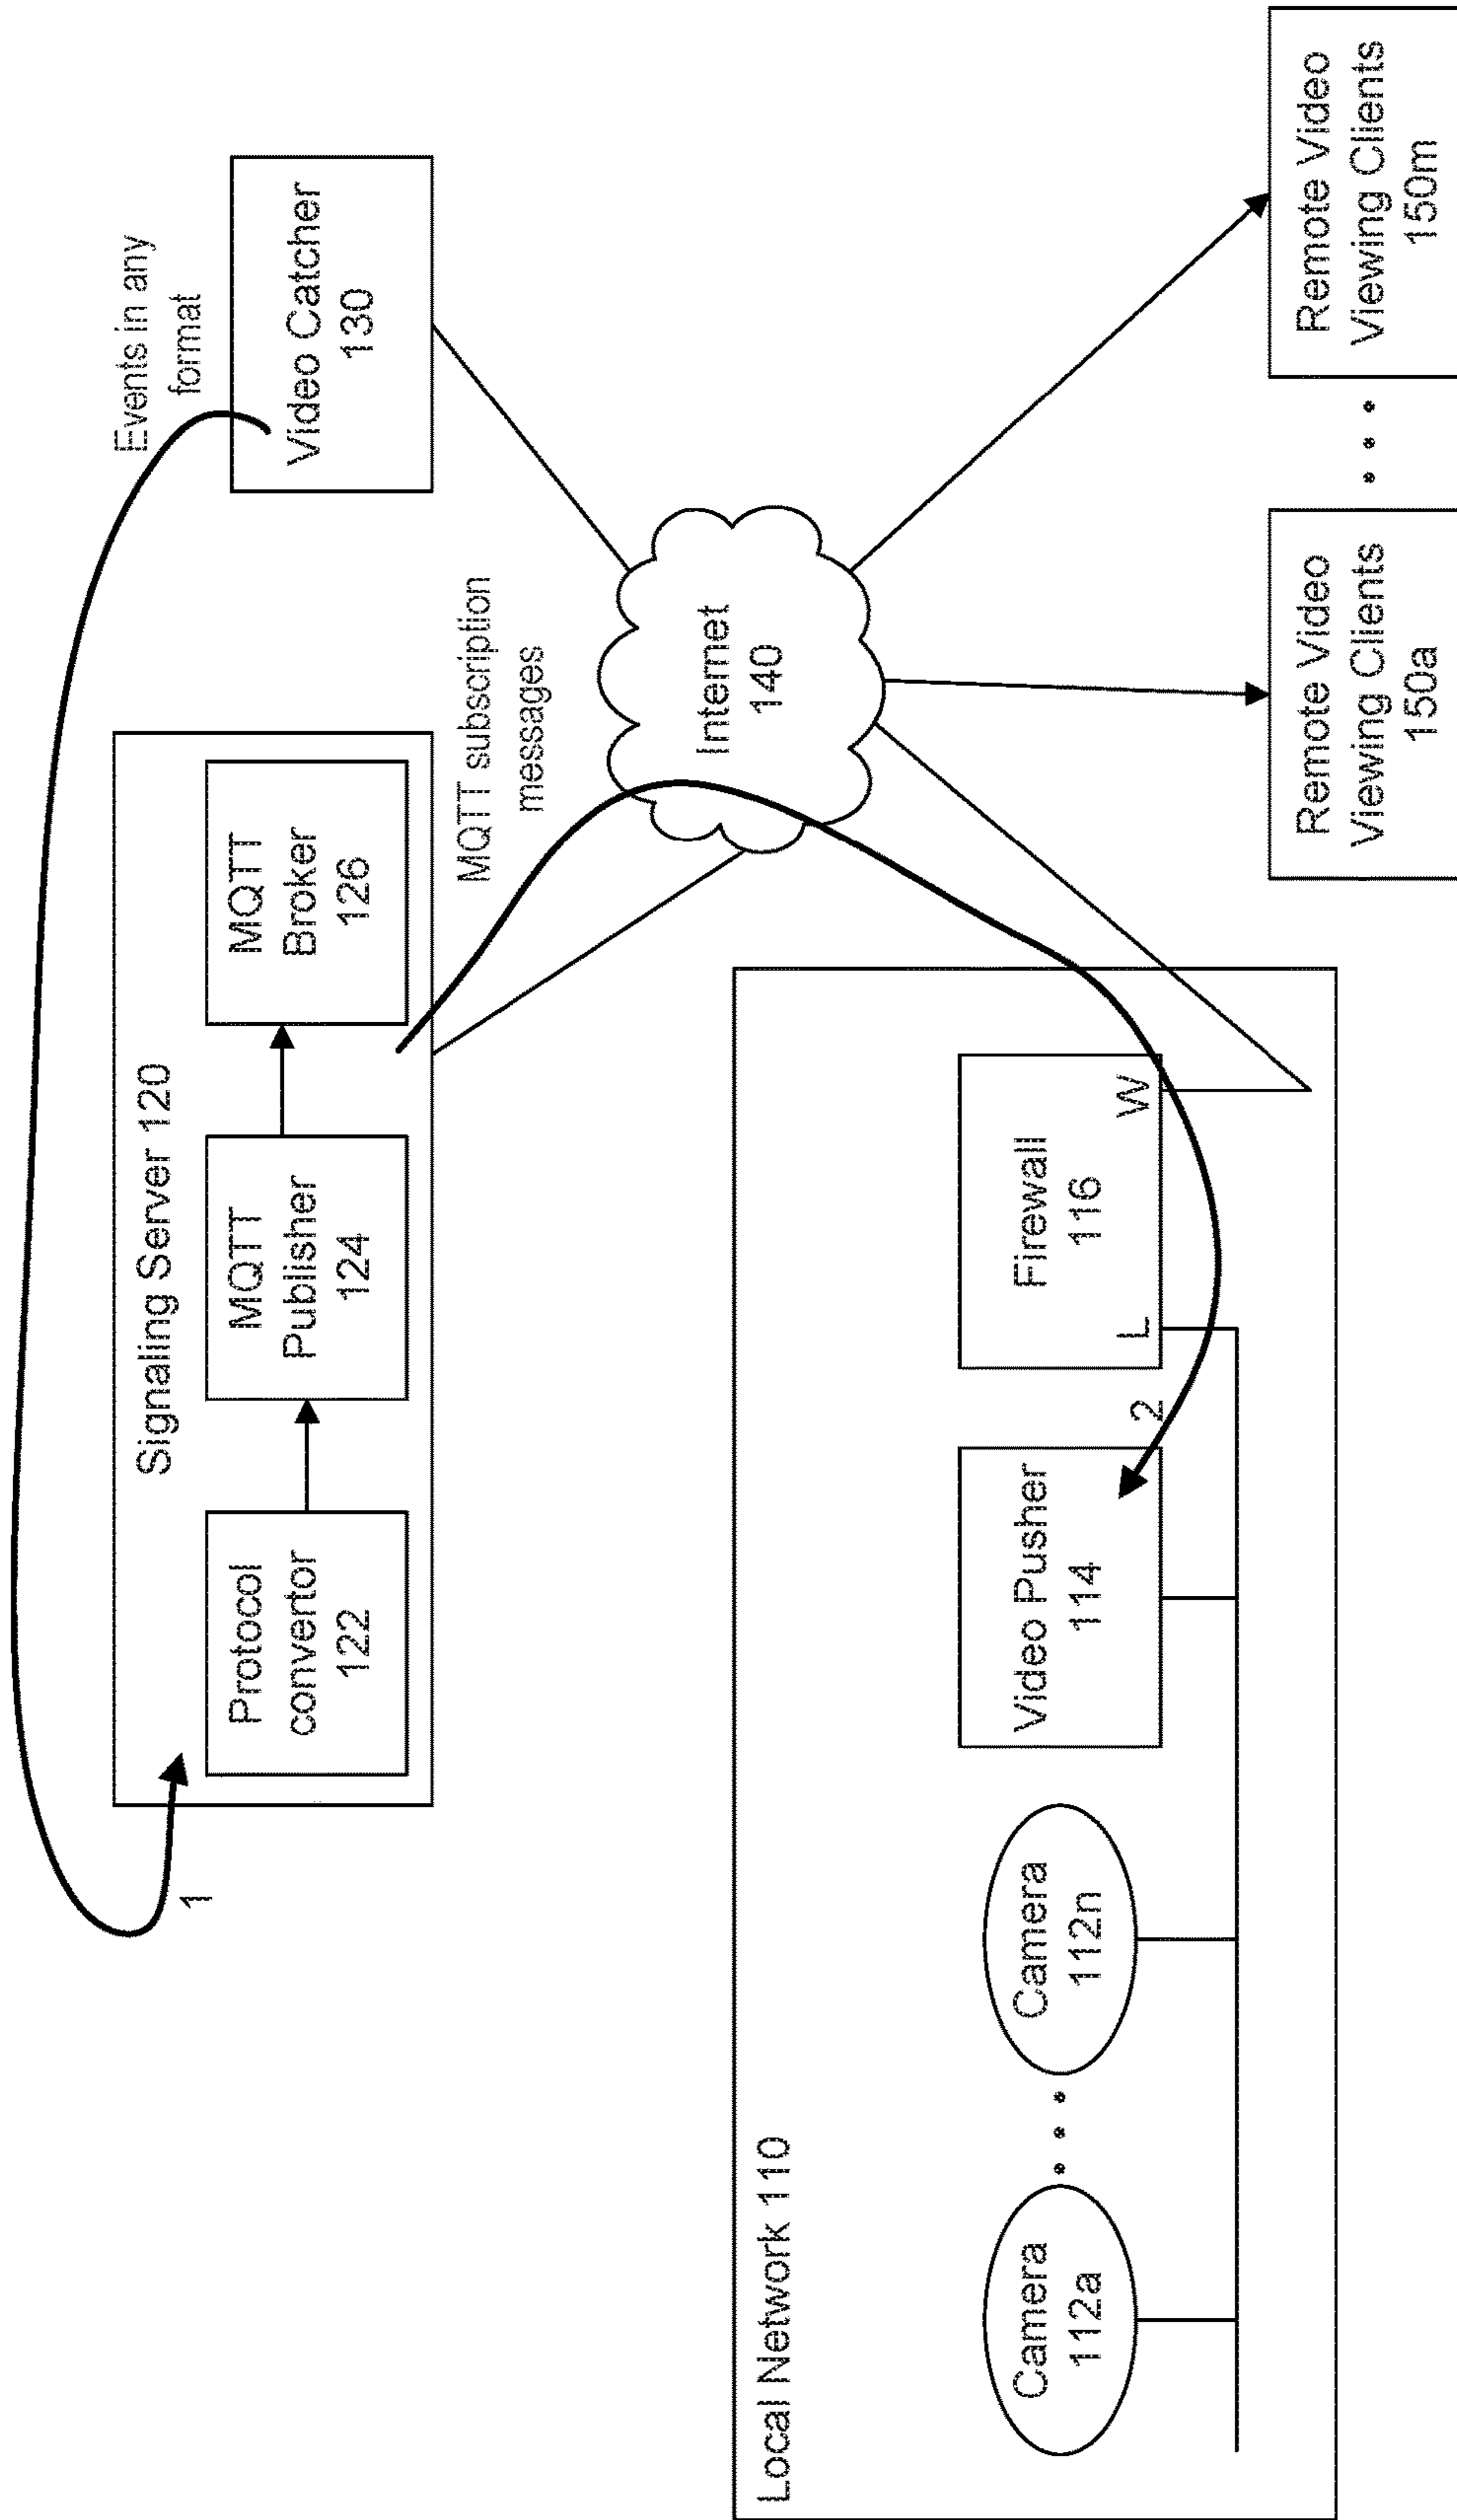 Events in any
format
Video Catcher
130
1
Signaling Server 120
Protocol
convertor
122
MQTT
Publisher
124
MQTT
Broker
126
MQTT subscription
messages
Internet
140
Local Network 110
Camera
112a
Camera
112n
Video Pusher
114
2
Firewall
116
L
W
Remote Video
Viewing Clients
150a
Remote Video
Viewing Clients
150m